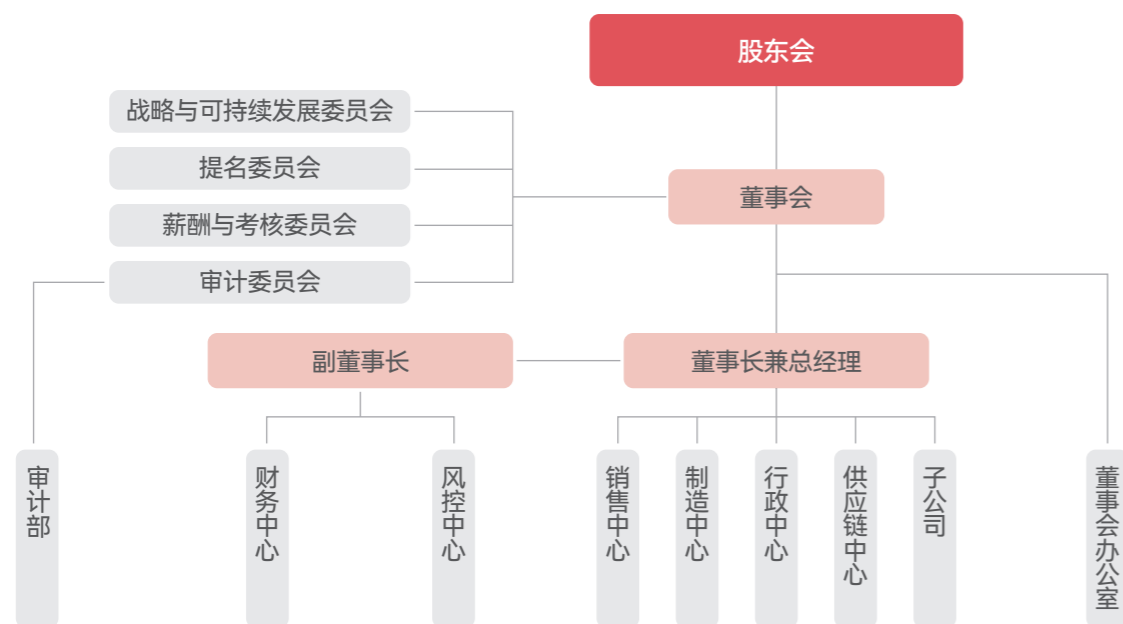 股东会
战略与可持续发展委员会
提名委员会
董事会
薪酬与考核委员会
审计委员会
副董事长
董事长兼总经理
审计部
财务中心
风控中心
销售中心
制造中心
行政中心
供应链中心
子公司
董事会办公室